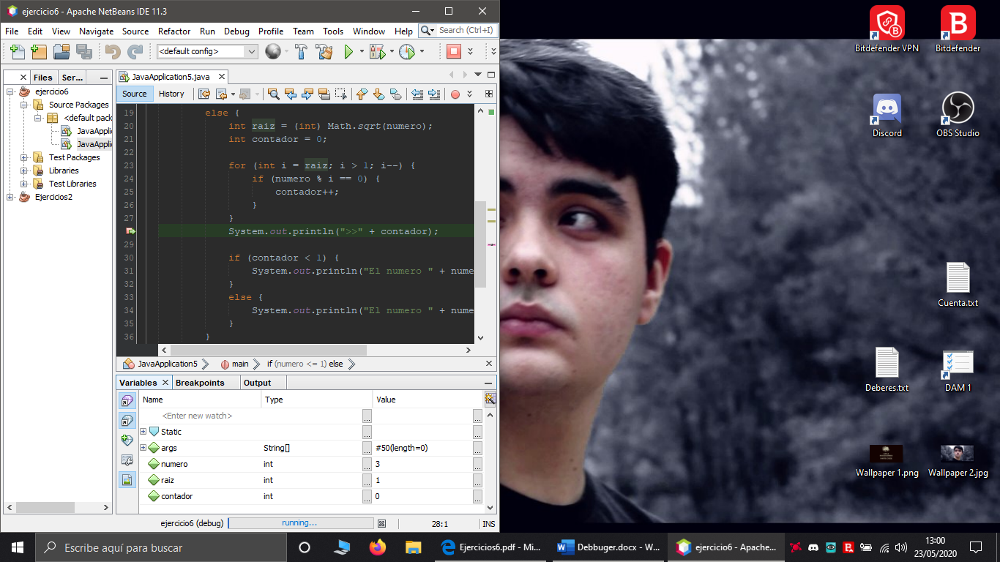 ejercicio6 - Apache NetBeans IDE 11.3
File Edit View Navigate Source Refactor Run Debug Profile Team Tools Window Help Search (Ctrl+I)
<default config>
Files Ser...
ejercicio6
Source Packages
<default pack
JavaAppli
JavaAppli
Test Packages
Libraries
Test Libraries
Ejercicios2
JavaApplication5.java
Source History
19 else {
20 int raiz = (int) Math.sqrt(numero);
21 int contador = 0;
22
23 for (int i = raiz; i > 1; i--) {
24 if (numero % i == 0) {
25 contador++;
26 }
27 }
System.out.println(">>" + contador);
29
30 if (contador < 1) {
31 System.out.println("El numero " + nume
32 }
33 else {
34 System.out.println("El numero " + nume
35 }
36 }
JavaApplication5 main if (numero <= 1) else
Variables Breakpoints Output
Name Type Value
<Enter new watch>
Static
args String[] #50(length=0)
numero int 3
raiz int 1
contador int 0
ejercicio6 (debug) running... 28:1 INS
Bitdefender VPN
Bitdefender
Discord
OBS Studio
Cuenta.txt
Deberes.txt
DAM 1
Wallpaper 1.png
Wallpaper 2.jpg
Escribe aquí para buscar
Ejercicios6.pdf - Mi...
Debbuger.docx - W...
ejercicio6 - Apache...
13:00
23/05/2020